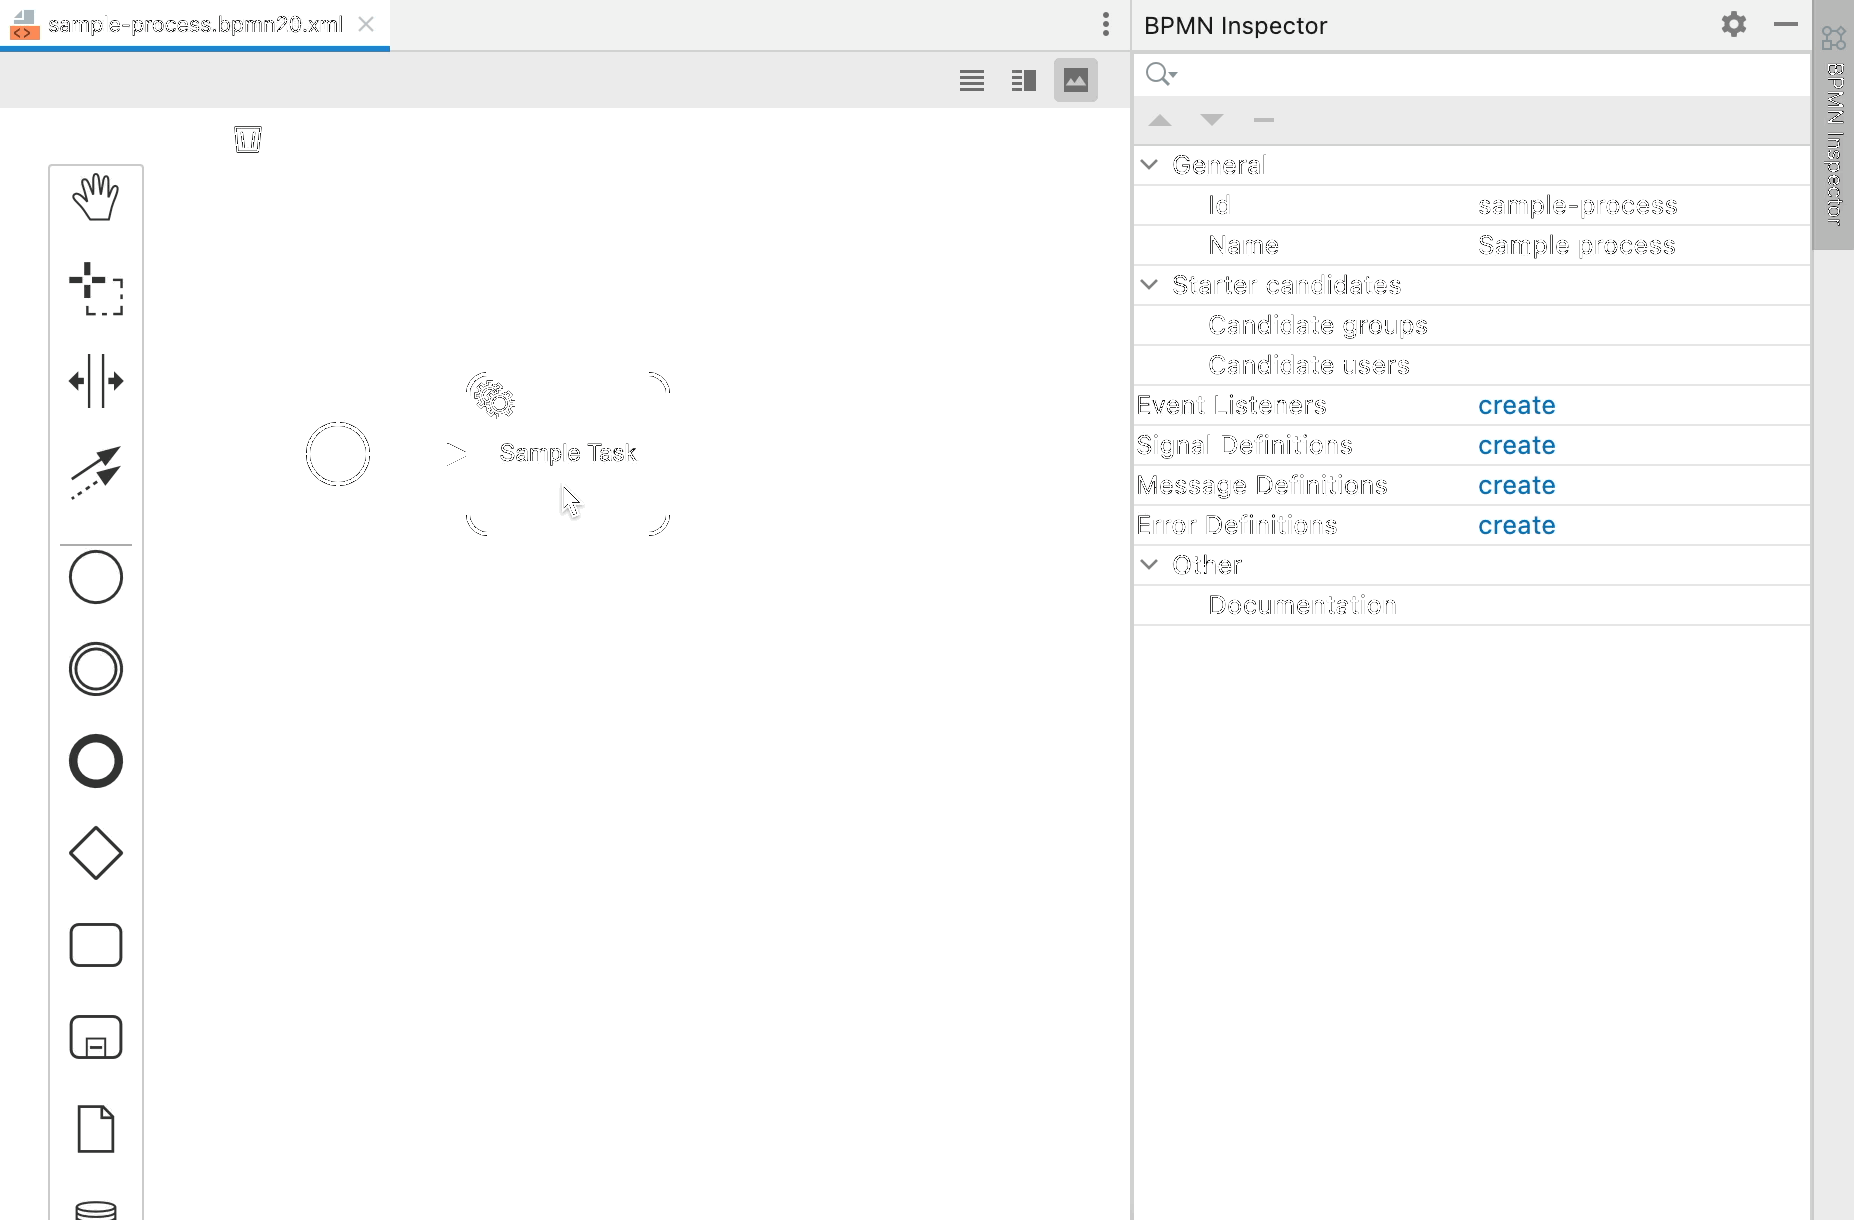 sample-process.bpmn20.xml
BPMN Inspector
BPMN Inspector
General
Id sample-process
Name Sample process
Starter candidates
Candidate groups
Candidate users
Event Listeners create
Signal Definitions create
Message Definitions create
Error Definitions create
Other
Documentation
Sample Task